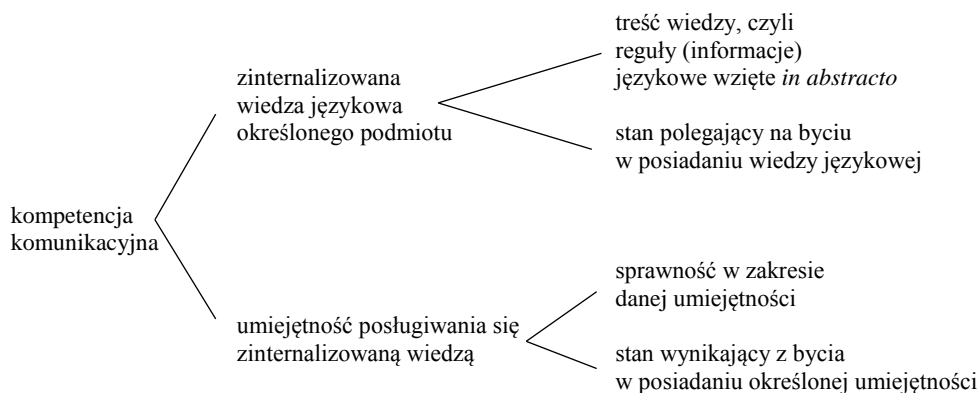 treść wiedzy, czyli
reguły (informacje)
językowe wzięte in abstracto
zinternalizowana
wiedza językowa
określonego podmiotu
stan polegający na byciu
w posiadaniu wiedzy językowej
kompetencja
komunikacyjna
sprawność w zakresie
danej umiejętności
umiejętność posługiwania się
zinternalizowaną wiedzą
stan wynikający z bycia
w posiadaniu określonej umiejętności